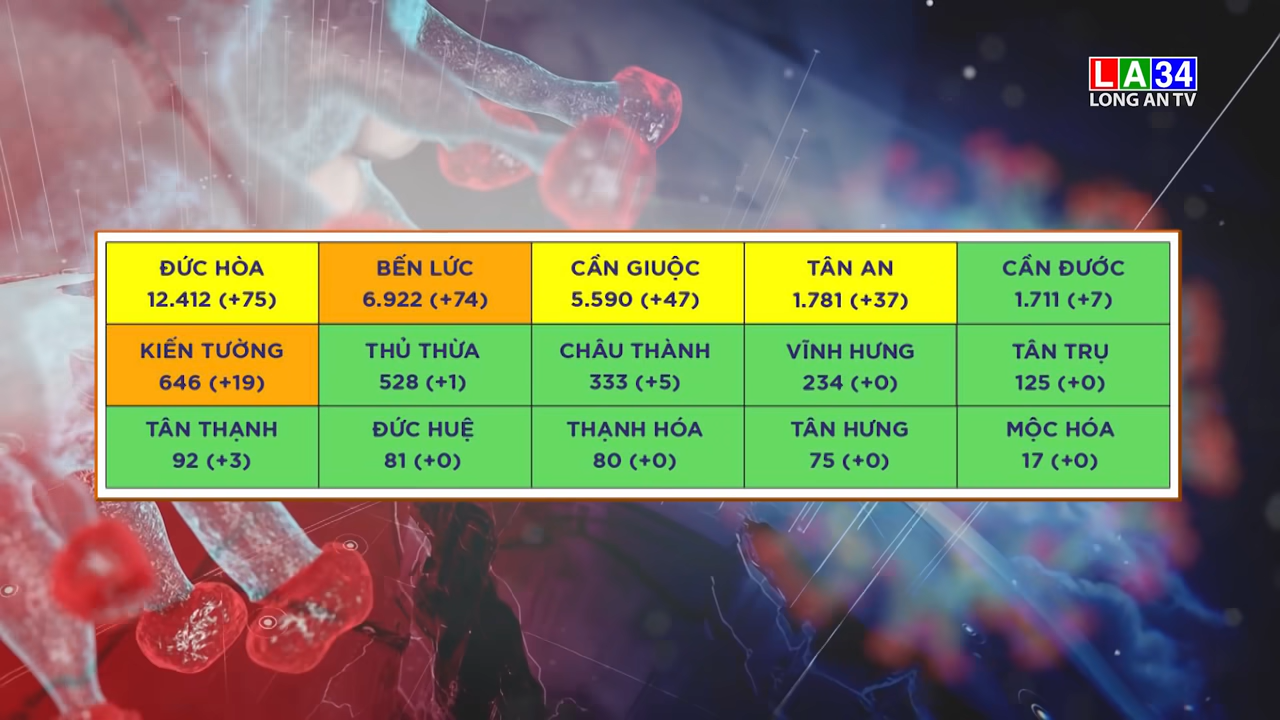 LA34
LONG AN TV
ĐỨC HÒA
12.412 (+75)
BẾN LỨC
6.922 (+74)
CẦN GIUỘC
5.590 (+47)
TÂN AN
1.781 (+37)
CẦN ĐƯỚC
1.711 (+7)
KIẾN TƯỜNG
646 (+19)
THỦ THỪA
528 (+1)
CHÂU THÀNH
333 (+5)
VĨNH HƯNG
234 (+0)
TÂN TRỤ
125 (+0)
TÂN THẠNH
92 (+3)
ĐỨC HUỆ
81 (+0)
THẠNH HÓA
80 (+0)
TÂN HƯNG
75 (+0)
MỘC HÓA
17 (+0)